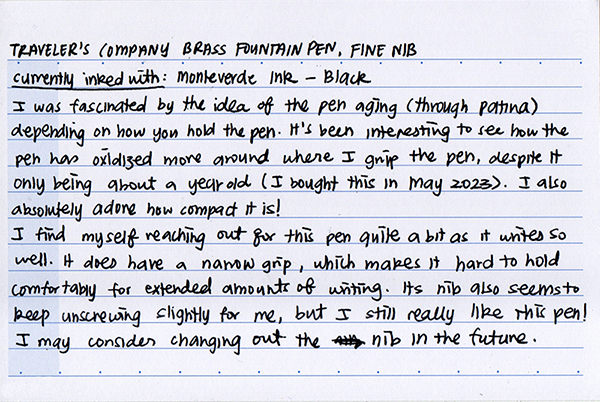 TRAVELER'S COMPANY BRASS FOUNTAIN PEN, FINE NIB
currently inked with: Monteverde Ink – Black
I was fascinated by the idea of the pen aging (through patina)
depending on how you hold the pen. It's been interesting to see how the
pen has oxidized more around where I grip the pen, despite it
only being about a year old (I bought this in May 2023). I also
absolutely adore how compact it is!
I find myself reaching out for this pen quite a bit as it writes so
well. It does have a narrow grip, which makes it hard to hold
comfortably for extended amounts of writing. Its nib also seems to
keep unscrewing slightly for me, but I still really like this pen!
I may consider changing out the nib in the future.